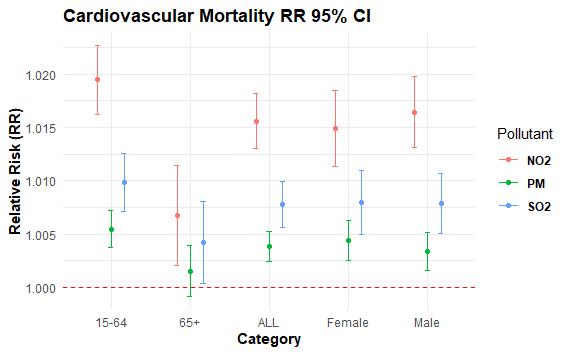 Cardiovascular Mortality RR 95% CI
Relative Risk (RR)
1.020
1.015
1.010
1.005
1.000
15-64 65+ ALL Female Male
Category
Pollutant
NO2
PM
SO2